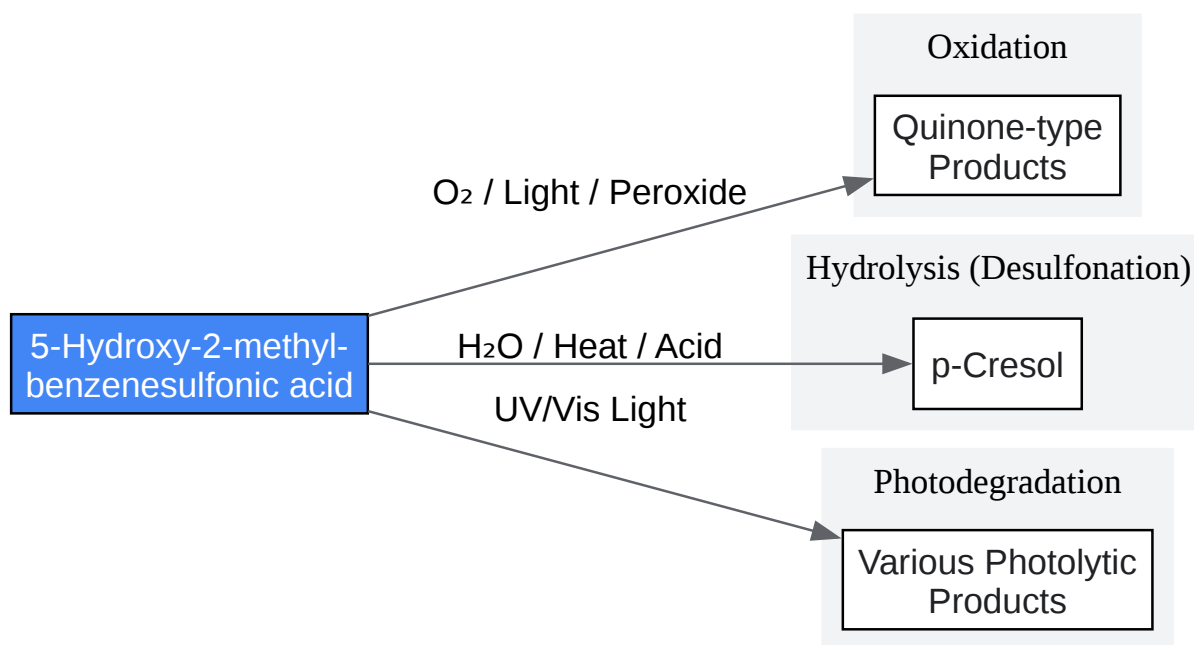 Oxidation
Quinone-type
Products
O₂ / Light / Peroxide
Hydrolysis (Desulfonation)
5-Hydroxy-2-methyl-
benzenesulfonic acid
H₂O / Heat / Acid
p-Cresol
UV/Vis Light
Photodegradation
Various Photolytic
Products